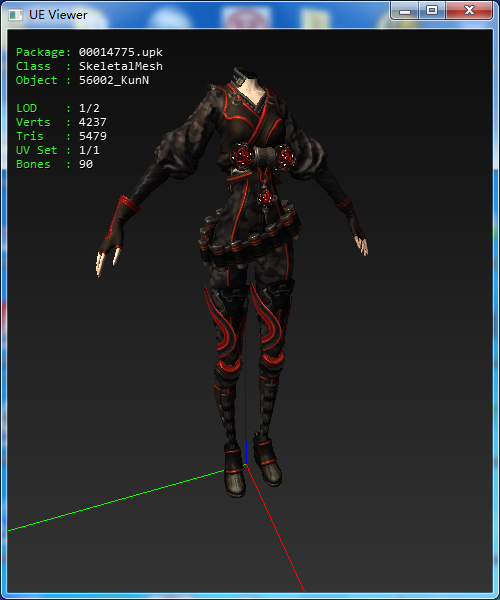 UE Viewer
Package: 00014775.upk
Class : SkeletalMesh
Object : 56002_KunN
LOD : 1/2
Verts : 4237
Tris : 5479
UV Set : 1/1
Bones : 90